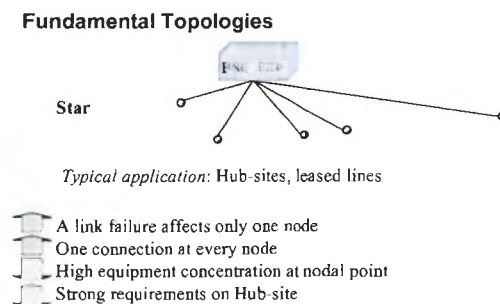 Fundamental Topologies
Star
Typical application: Hub-sites, leased lines
A link failure affects only one node
One connection at every node
High equipment concentration at nodal point
Strong requirements on Hub-site